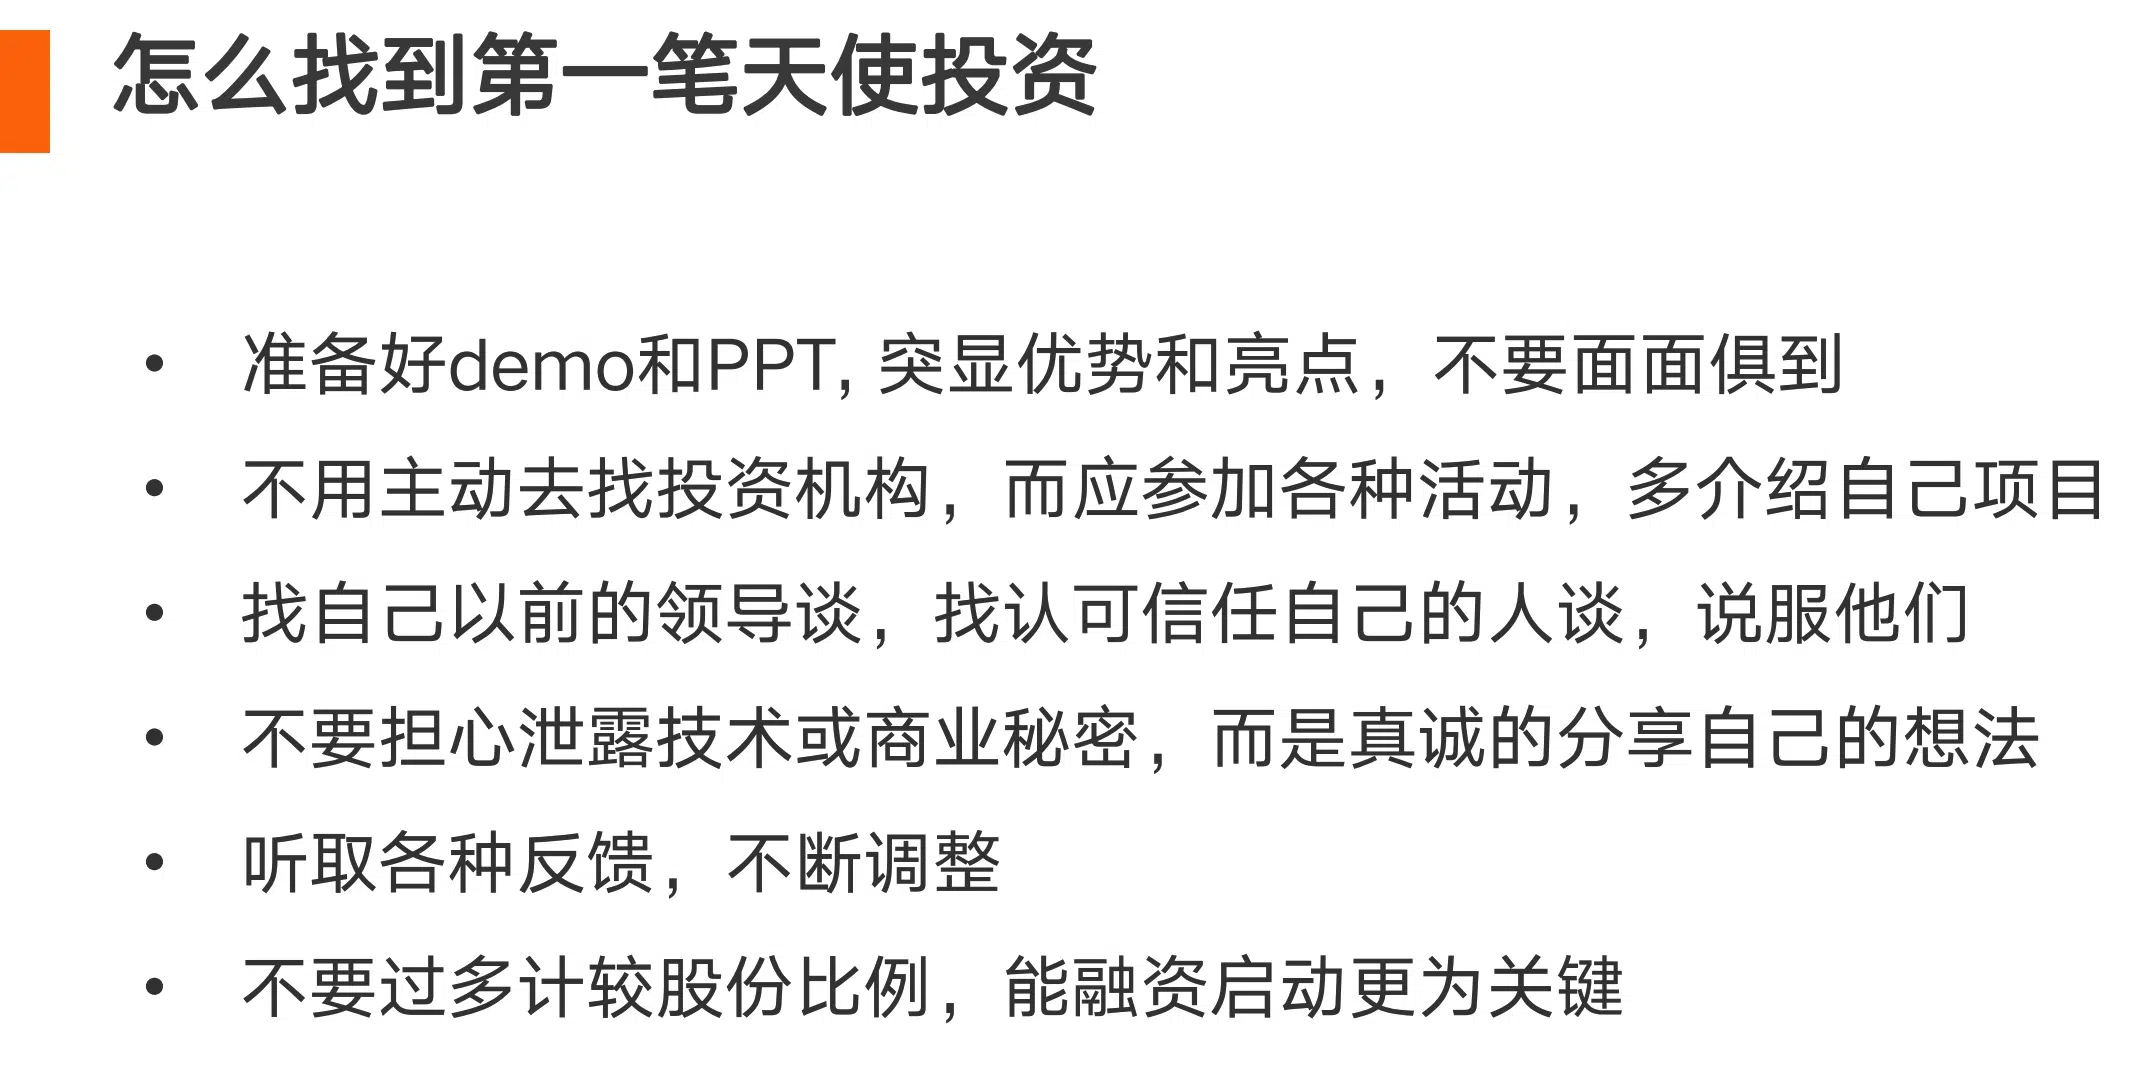 怎么找到第一笔天使投资
• 准备好demo和PPT, 突显优势和亮点，不要面面俱到
• 不用主动去找投资机构，而应参加各种活动，多介绍自己项目
• 找自己以前的领导谈，找认可信任自己的人谈，说服他们
• 不要担心泄露技术或商业秘密，而是真诚的分享自己的想法
• 听取各种反馈，不断调整
• 不要过多计较股份比例，能融资启动更为关键